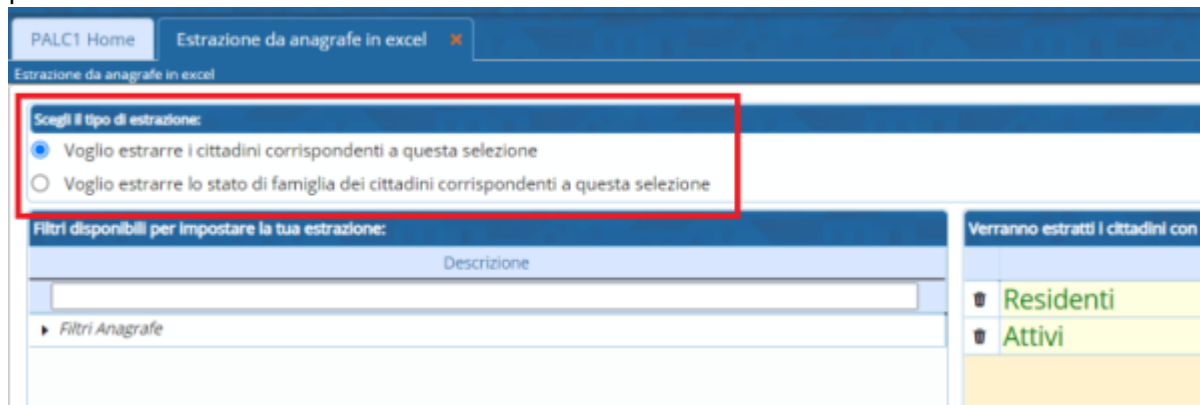 PALC1 Home
Estrazione da anagrafe in excel
Estrazione da anagrafe in excel
Scegli il tipo di estrazione:
Voglio estrarre i cittadini corrispondenti a questa selezione
Voglio estrarre lo stato di famiglia dei cittadini corrispondenti a questa selezione
Filtri disponibili per impostare la tua estrazione:
Verranno estratti i cittadini con
Descrizione
Residenti
Filtri Anagrafe
Attivi